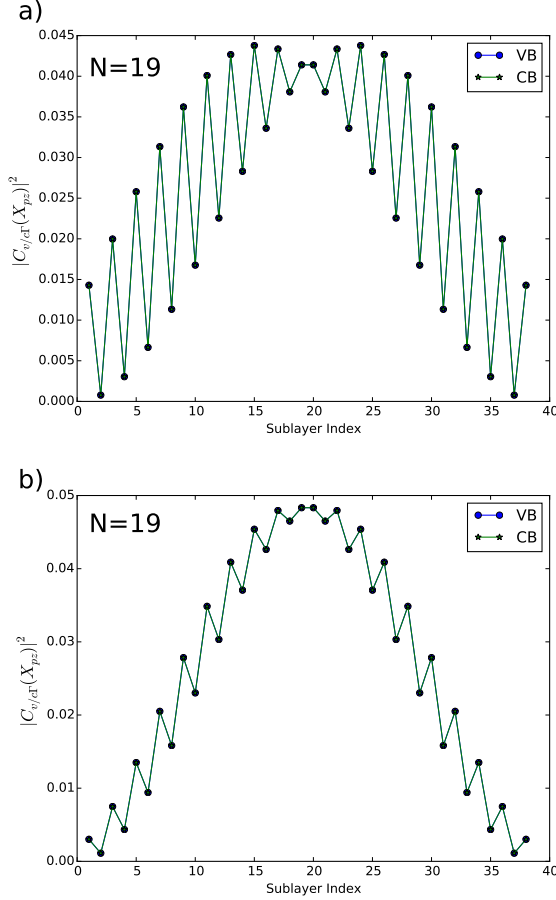 a)
0.045
0.040
0.035
0.030
0.025
0.020
0.015
0.010
0.005
0.000
|C_{v/cΓ}(X_{pz})|^2
N=19
VB
CB
0 5 10 15 20 25 30 35 40
Sublayer Index
b)
0.05
0.04
0.03
0.02
0.01
0.00
|C_{v/cΓ}(X_{pz})|^2
N=19
VB
CB
0 5 10 15 20 25 30 35 40
Sublayer Index